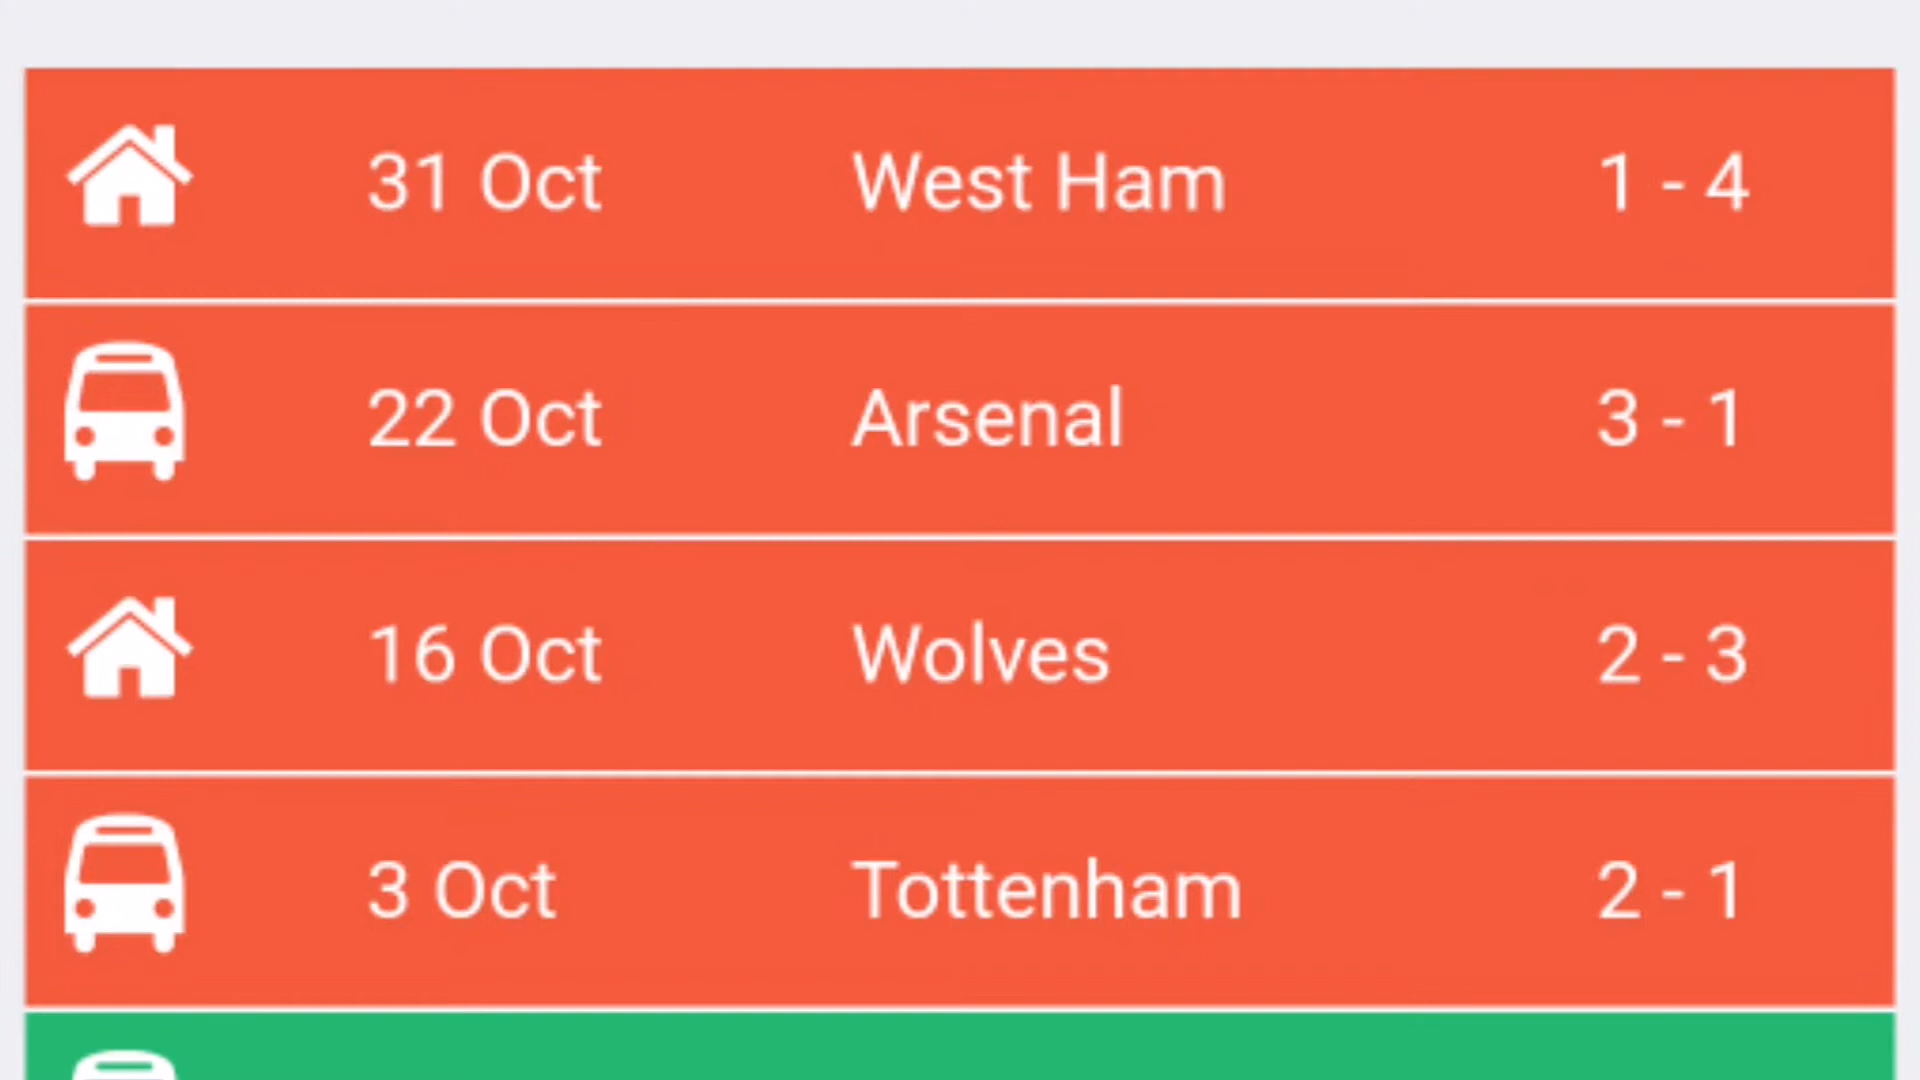 31 Oct West Ham 1 - 4
22 Oct Arsenal 3 - 1
16 Oct Wolves 2 - 3
3 Oct Tottenham 2 - 1